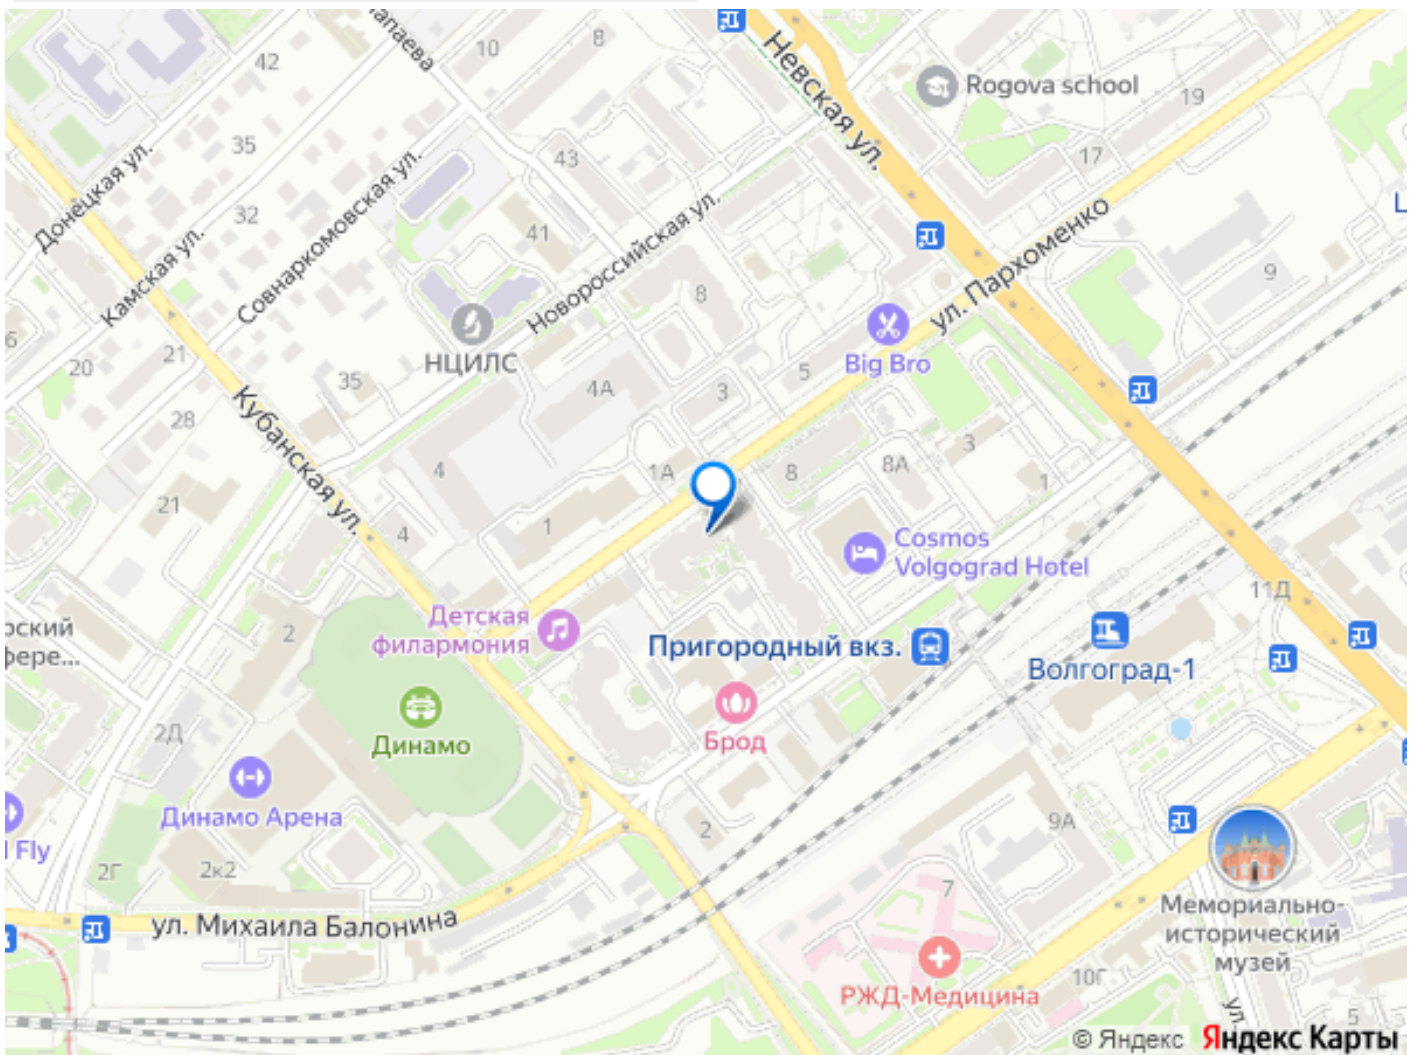 42
10
8
Невская ул.
Rogova school
19
17
35
43
Донецкая ул.
32
Камская ул.
Совнаркомовская ул.
41
Новороссийская ул.
8
ул. Пархоменко
9
НЦИЛС
Big Bro
20
21
35
4А
3
5
28
Кубанская ул.
4
1А
8
8А
3
1
21
4
1
Cosmos
Volgograd Hotel
11Д
2
Детская
филармония
Пригородный вкз.
Волгоград-1
2Д
Динамо
Брод
Динамо Арена
Fly
2Г
2к2
2
9А
7
ул. Михаила Балонина
Мемориально-
исторический
музей
РЖД-Медицина
10Г
ул.
5
© Яндекс Яндекс Карты